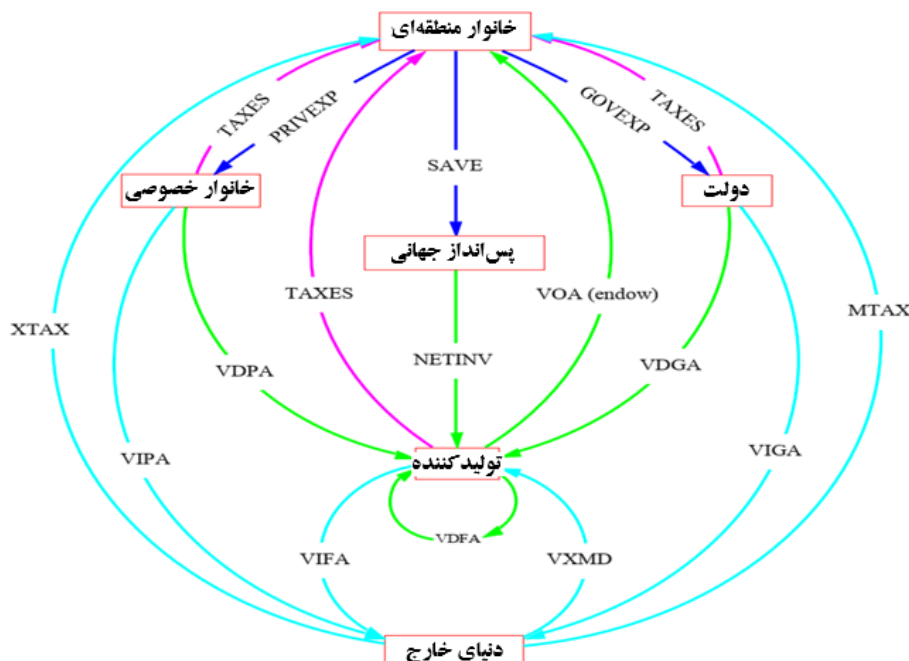 خانوار منطقه‌ای
TAXES
PRIVEXP
GOVEXP
TAXES
SAVE
خانوار خصوصی
دولت
پس‌انداز جهانی
XTAX
TAXES
VOA (endow)
MTAX
VDPA
NETINV
VDGA
VIPA
تولیدکننده
VIGA
VDFA
VIFA
VXMD
دنیای خارج